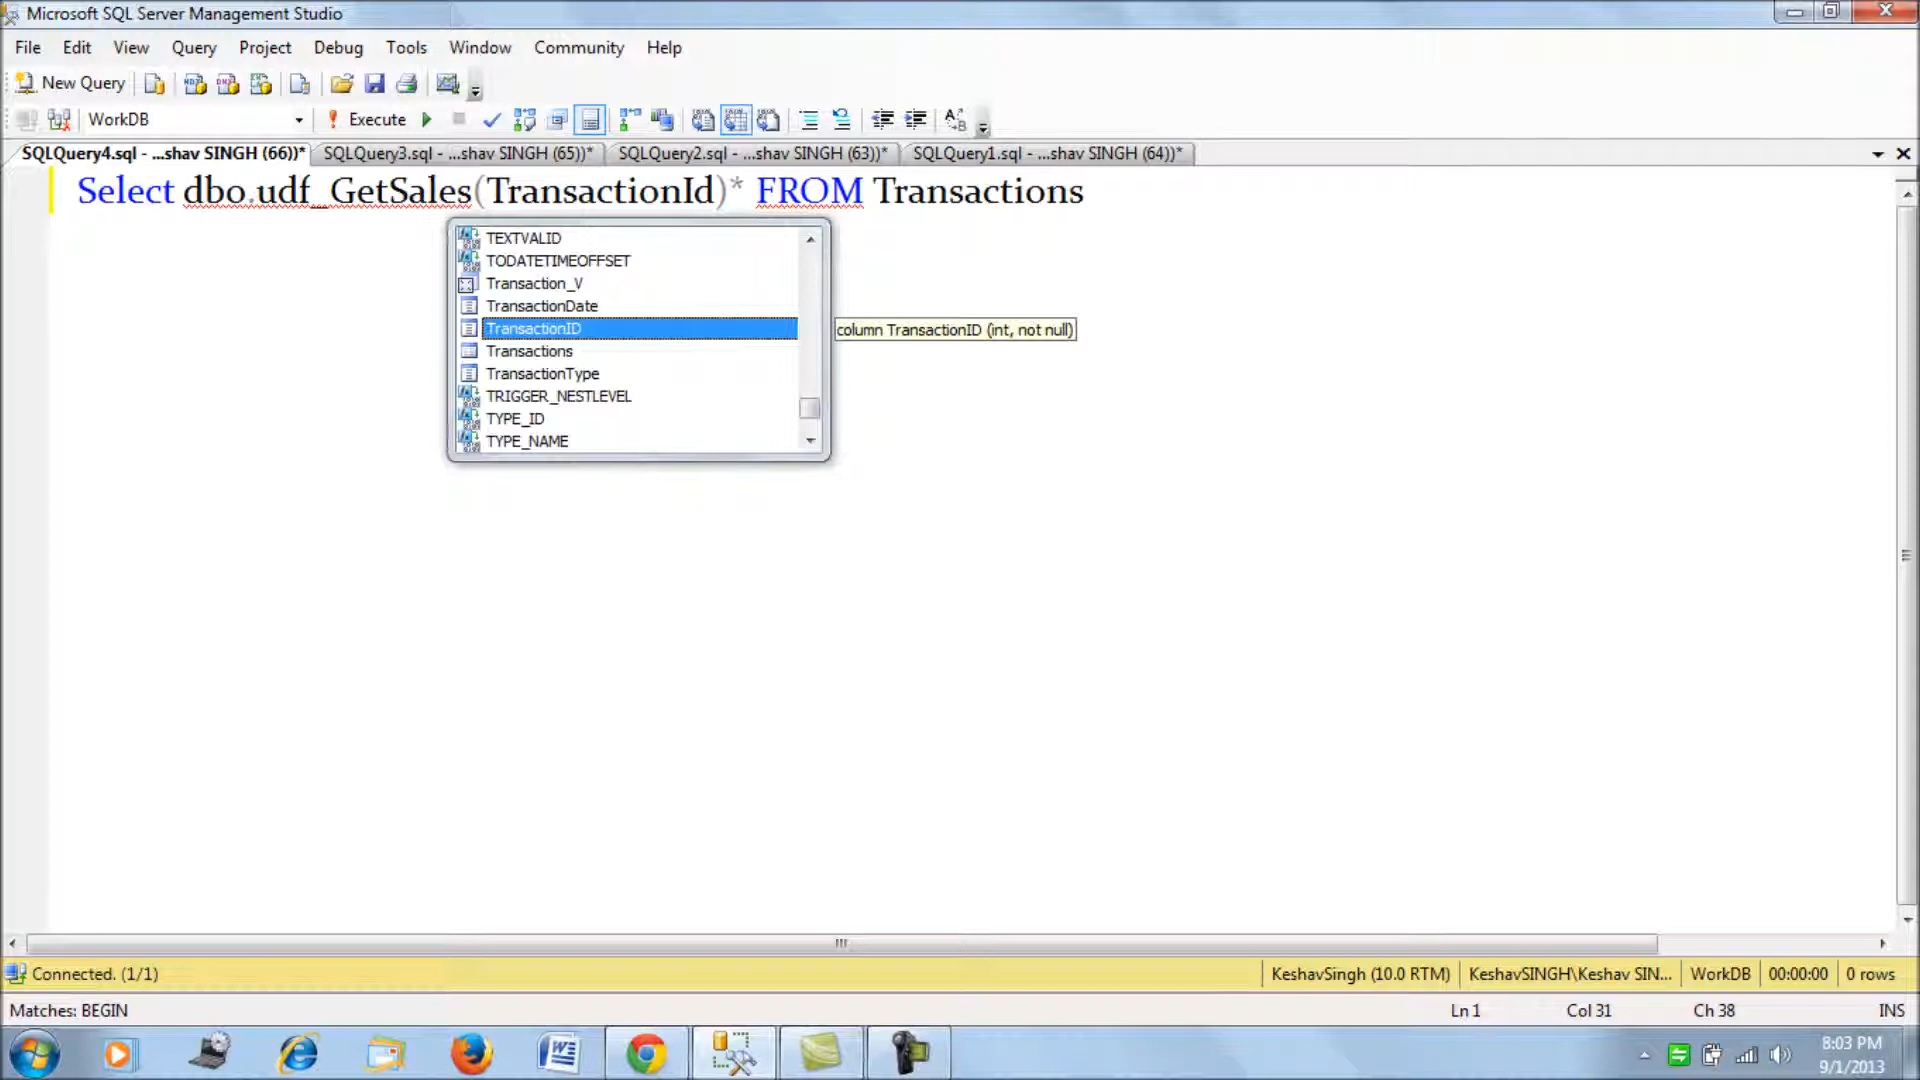 Microsoft SQL Server Management Studio
File Edit View Query Project Debug Tools Window Community Help
New Query
WorkDB Execute
SQLQuery4.sql - ...shav SINGH (66))* SQLQuery3.sql - ...shav SINGH (65))* SQLQuery2.sql - ...shav SINGH (63))* SQLQuery1.sql - ...shav SINGH (64))*
Select dbo.udf_GetSales(TransactionId)* FROM Transactions
TEXTVALID
TODATETIMEOFFSET
Transaction_V
TransactionDate
TransactionID column TransactionID (int, not null)
Transactions
TransactionType
TRIGGER_NESTLEVEL
TYPE_ID
TYPE_NAME
Connected. (1/1) KeshavSingh (10.0 RTM) KeshavSINGH\Keshav SIN... WorkDB 00:00:00 0 rows
Matches: BEGIN Ln 1 Col 31 Ch 38 INS
8:03 PM
9/1/2013